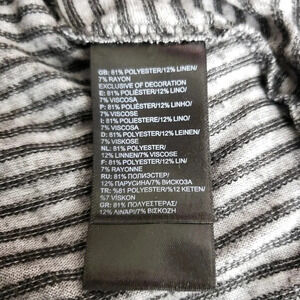 GB: 81% POLYESTER/12% LINEN/
7% RAYON
EXCLUSIVE OF DECORATION
E: 81% POLIÉSTER/12% LINO/
7% VISCOSA
P: 81% POLIÉSTER/12% LINHO/
7% VISCOSE
I: 81% POLIESTERE/12% LINO/
7% VISCOSA
D: 81% POLYESTER/12% LEINEN/
7% VISKOSE
NL: 81% POLYESTER/
12% LINNEN/7% VISCOSE
F: 81% POLYESTER/12% LIN/
7% RAYONNE
RU: 81% ПОЛИЭСТЕР/
12% ПАРУСИНА/7% ВИСКОЗА
TR: %81 POLYESTER/%12 KETEN/
%7 VİSKON
GR: 81% ΠΟΛΥΕΣΤΕΡΑΣ/
12% ΛΙΝΑΡΙ/7% ΒΙΣΚΟΖΗ